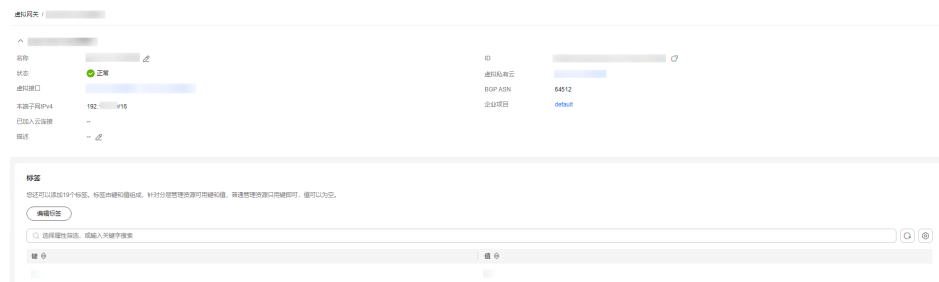 虚拟网关 /
名称
ID
状态 正常
虚拟私有云
虚拟接口
BGP ASN 64512
本端子网IPv4 192. /16
企业项目 default
已加入云连接 --
描述 --
标签
您还可以添加19个标签。标签由键和值组成，针对分层管理资源可用键和值，普通管理资源只用键即可，值可以为空。
编辑标签
选择属性筛选，或输入关键字搜索
键 值